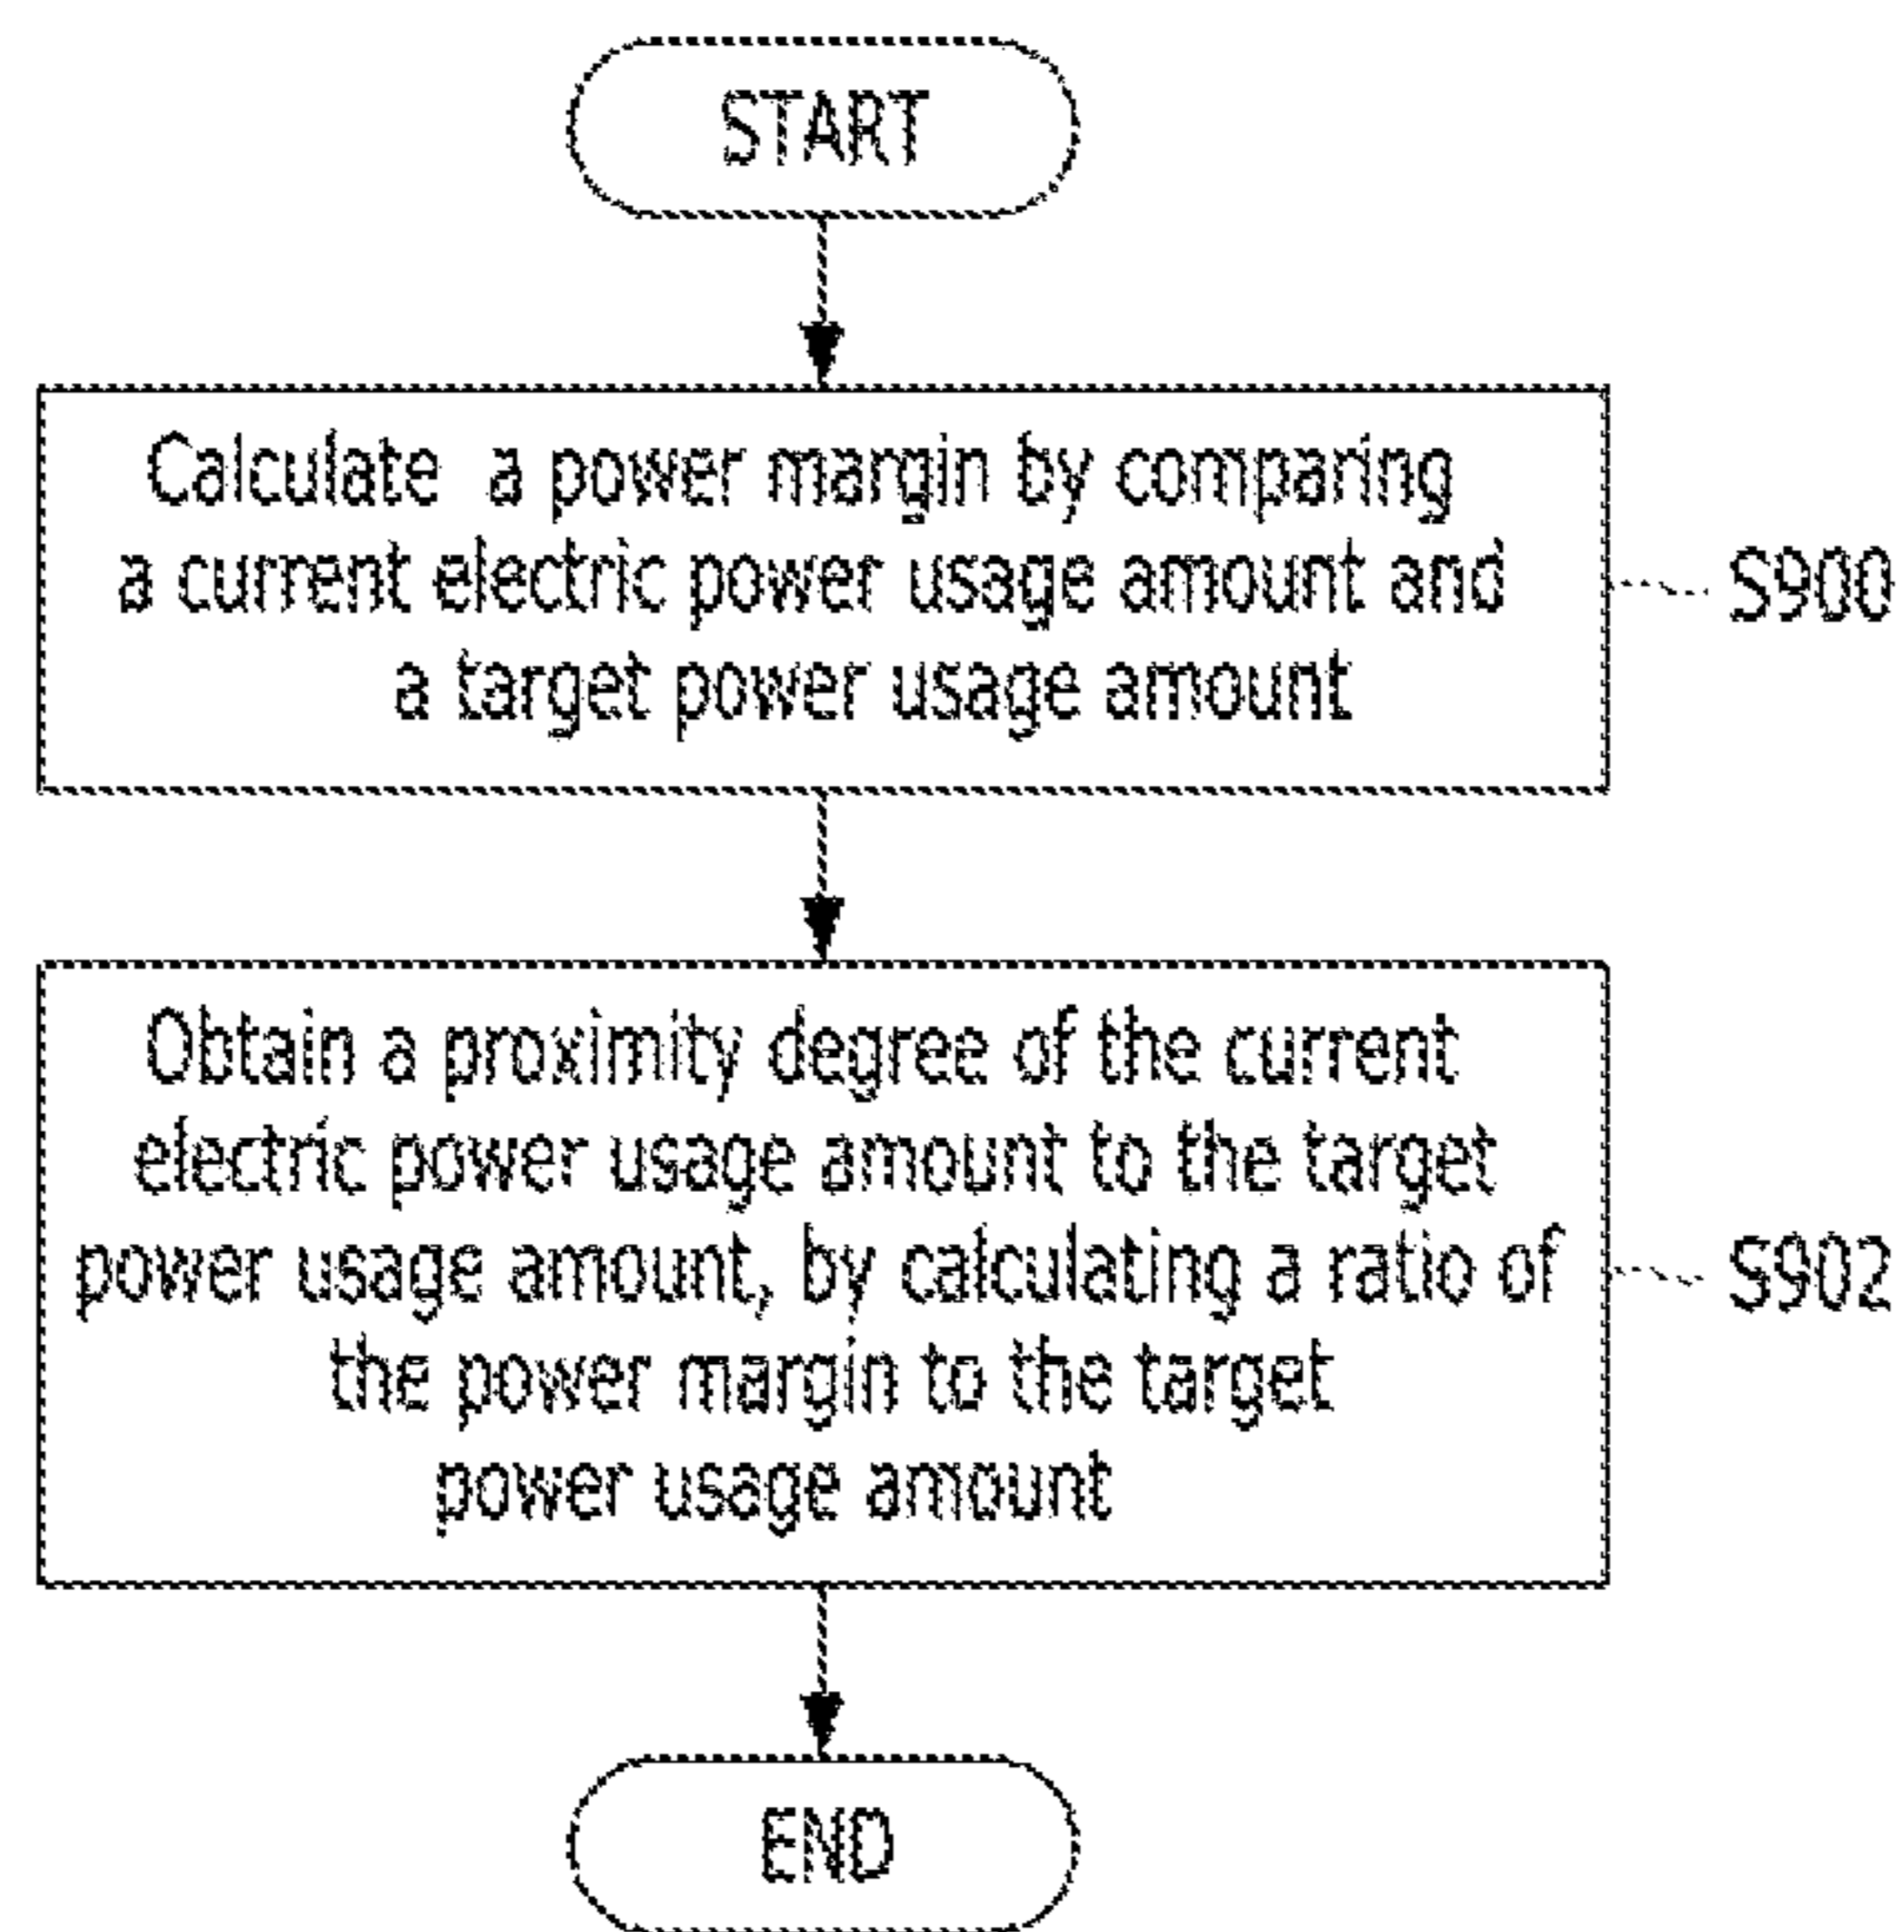 START
Calculate a power margin by comparing
a current electric power usage amount and
a target power usage amount
S900
Obtain a proximity degree of the current
electric power usage amount to the target
power usage amount, by calculating a ratio of
the power margin to the target
power usage amount
S902
END